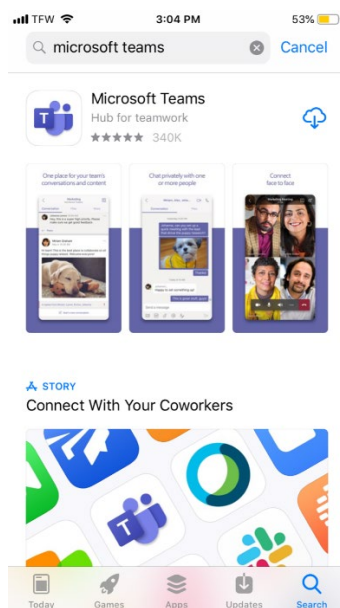 TFW
3:04 PM
53%
microsoft teams
Cancel
Microsoft Teams
Hub for teamwork
340K
One place for your team's
conversations and content
Chat privately with one
or more people
Connect
face to face
STORY
Connect With Your Coworkers
Today
Games
Apps
Updates
Search